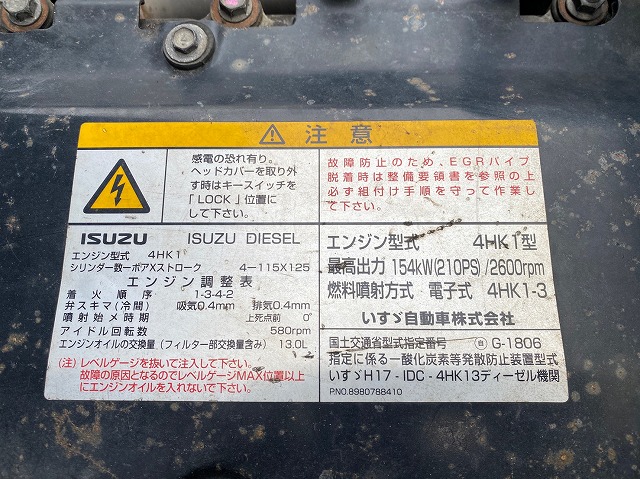 ⚠ 注意
感電の恐れ有り。
ヘッドカバーを取り外
す時はキースイッチを
「LOCK」位置に
して下さい。
故障防止のため、EGRパイプ
脱着時は整備要領書を参照の上
必ず組付け手順を守って作業し
て下さい。
ISUZU ISUZU DIESEL
エンジン型式 4HK1
シリンダー数ーボアXストローク 4-115X125
エンジン調整表
着火順序 1-3-4-2
弁スキマ(冷間) 吸気0.4mm 排気0.4mm
噴射始メ時期 上死点前 0°
アイドル回転数 580rpm
エンジンオイルの交換量(フィルター部交換量含み) 13.0L
(注)レベルゲージを抜いて注入して下さい。
故障の原因となるのでレベルゲージMAX位置以上
にエンジンオイルを入れないで下さい。
エンジン型式 4HK1型
最高出力 154kW(210PS)/2600rpm
燃料噴射方式 電子式 4HK1-3
いすゞ自動車株式会社
国土交通省型式指定番号 G-1806
指定に係る一酸化炭素等発散防止装置型式
いすゞH17-IDC-4HK13ディーゼル機関
P.NO.8980788410